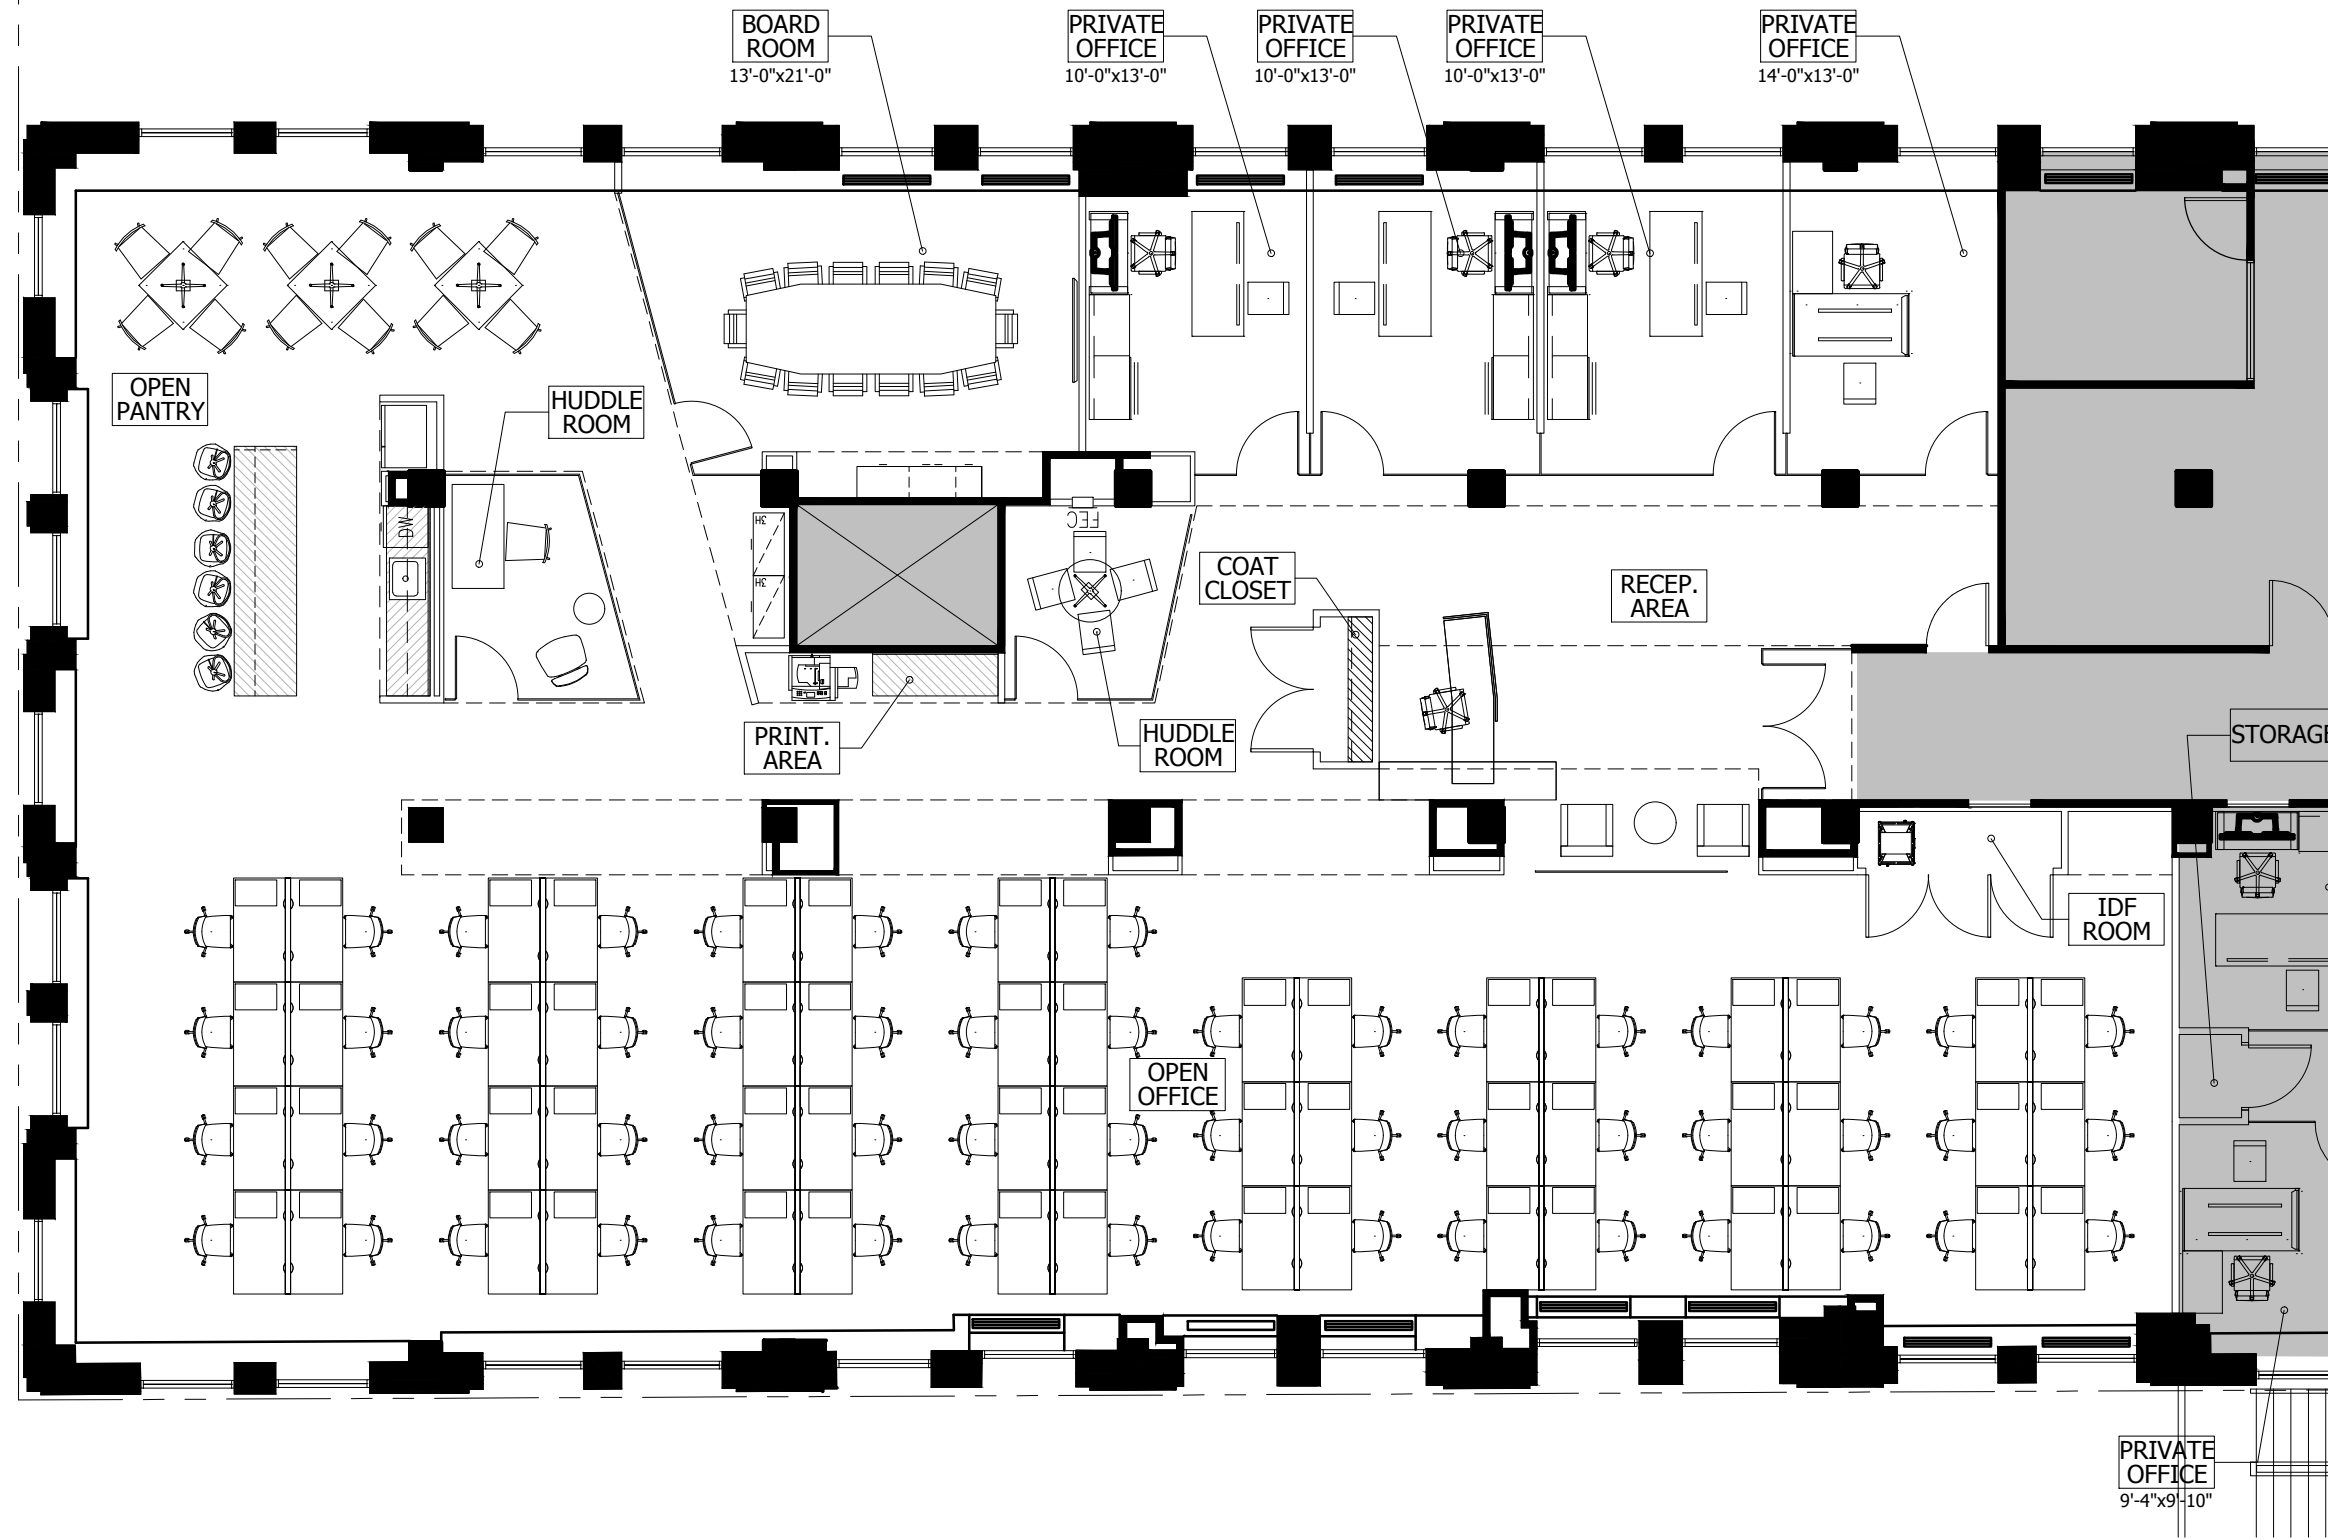 BOARD
ROOM
13'-0"x21'-0"
PRIVATE
OFFICE
10'-0"x13'-0"
PRIVATE
OFFICE
10'-0"x13'-0"
PRIVATE
OFFICE
10'-0"x13'-0"
PRIVATE
OFFICE
14'-0"x13'-0"
OPEN
PANTRY
HUDDLE
ROOM
DW
3H
3H
FEC
COAT
CLOSET
RECEP.
AREA
PRINT.
AREA
HUDDLE
ROOM
STORAGE
IDF
ROOM
OPEN
OFFICE
PRIVATE
OFFICE
9'-4"x9'-10"